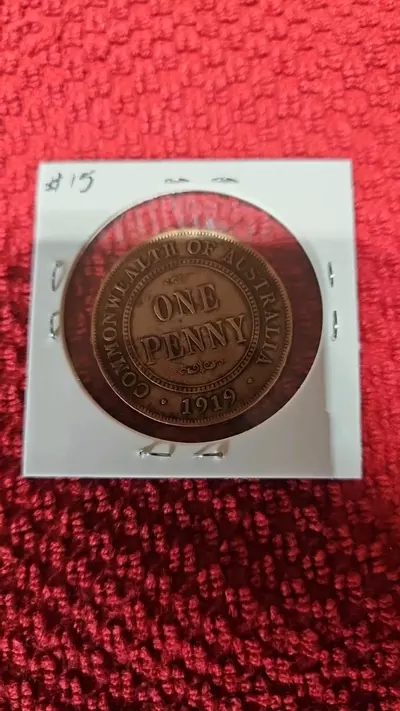 $15
COMMONWEALTH OF AUSTRALIA
ONE
PENNY
1919